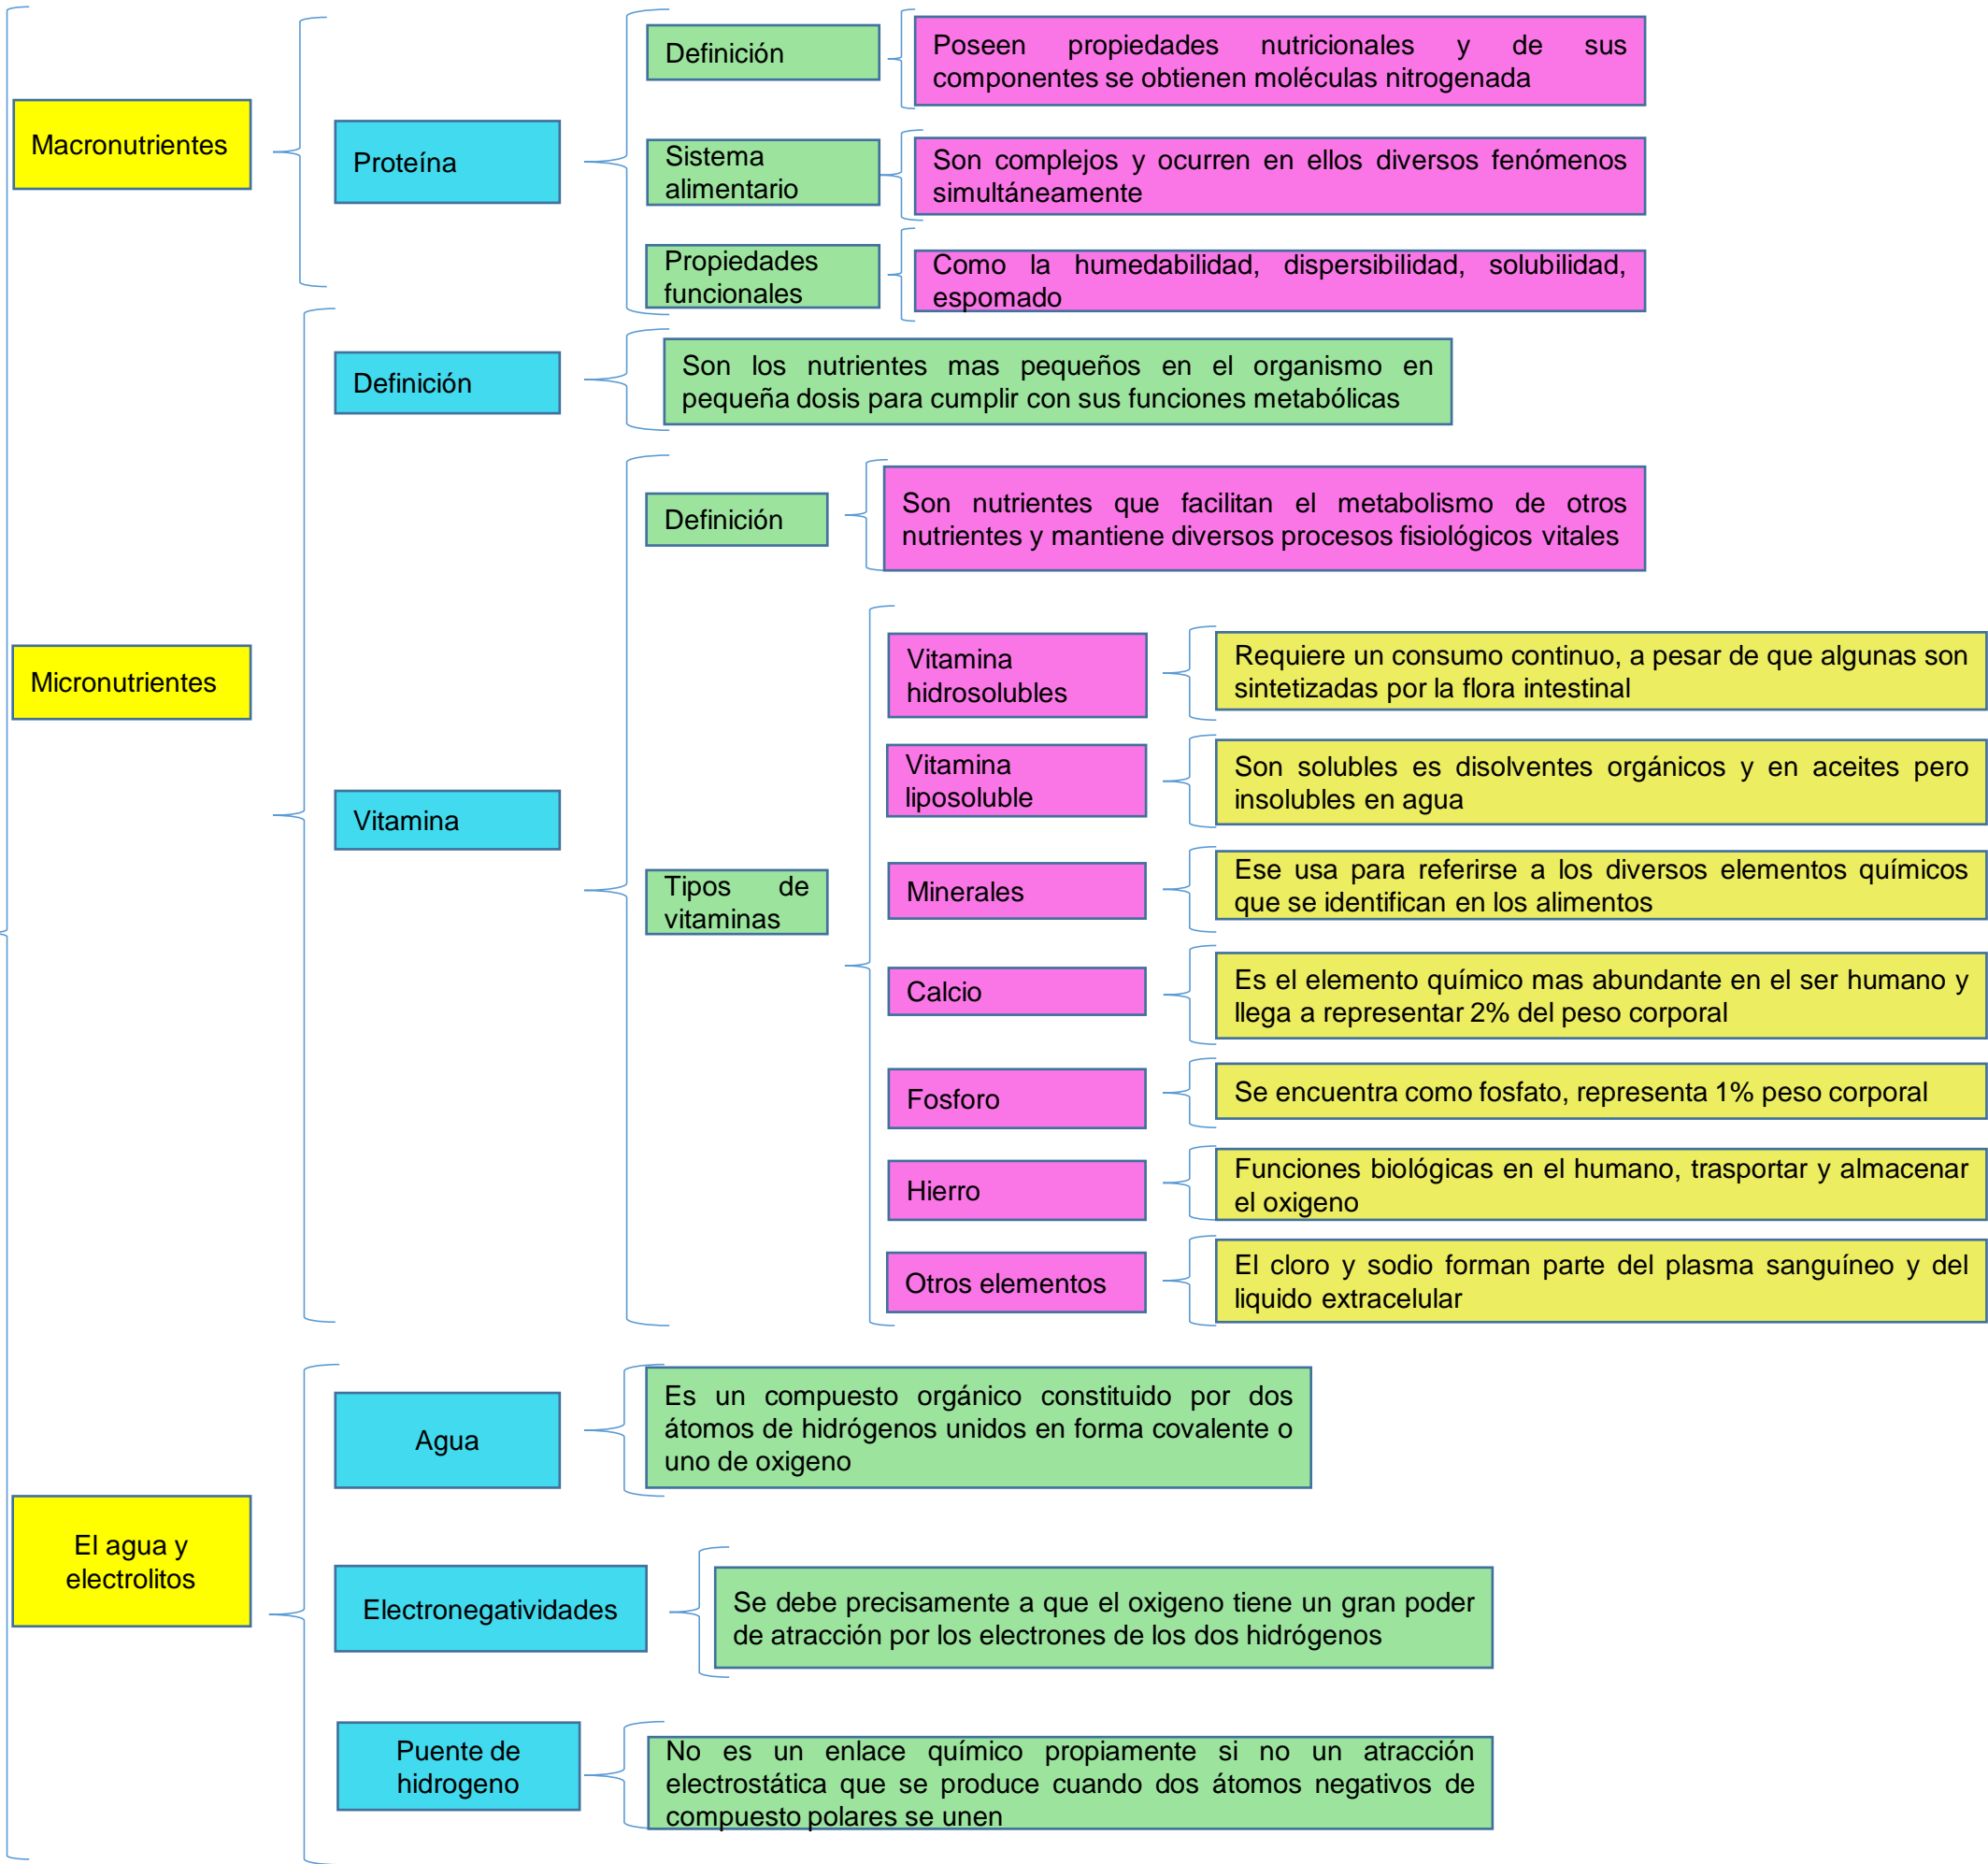 Macronutrientes
Proteína
Definición
Poseen propiedades nutricionales y de sus
componentes se obtienen moléculas nitrogenada
Sistema
alimentario
Son complejos y ocurren en ellos diversos fenómenos
simultáneamente
Propiedades
funcionales
Como la humedabilidad, dispersibilidad, solubilidad,
espomado
Micronutrientes
Definición
Son los nutrientes mas pequeños en el organismo en
pequeña dosis para cumplir con sus funciones metabólicas
Vitamina
Definición
Son nutrientes que facilitan el metabolismo de otros
nutrientes y mantiene diversos procesos fisiológicos vitales
Tipos de
vitaminas
Vitamina
hidrosolubles
Requiere un consumo continuo, a pesar de que algunas son
sintetizadas por la flora intestinal
Vitamina
liposoluble
Son solubles es disolventes orgánicos y en aceites pero
insolubles en agua
Minerales
Ese usa para referirse a los diversos elementos químicos
que se identifican en los alimentos
Calcio
Es el elemento químico mas abundante en el ser humano y
llega a representar 2% del peso corporal
Fosforo
Se encuentra como fosfato, representa 1% peso corporal
Hierro
Funciones biológicas en el humano, trasportar y almacenar
el oxigeno
Otros elementos
El cloro y sodio forman parte del plasma sanguíneo y del
liquido extracelular
El agua y
electrolitos
Agua
Es un compuesto orgánico constituido por dos
átomos de hidrógenos unidos en forma covalente o
uno de oxigeno
Electronegatividades
Se debe precisamente a que el oxigeno tiene un gran poder
de atracción por los electrones de los dos hidrógenos
Puente de
hidrogeno
No es un enlace químico propiamente si no un atracción
electrostática que se produce cuando dos átomos negativos de
compuesto polares se unen